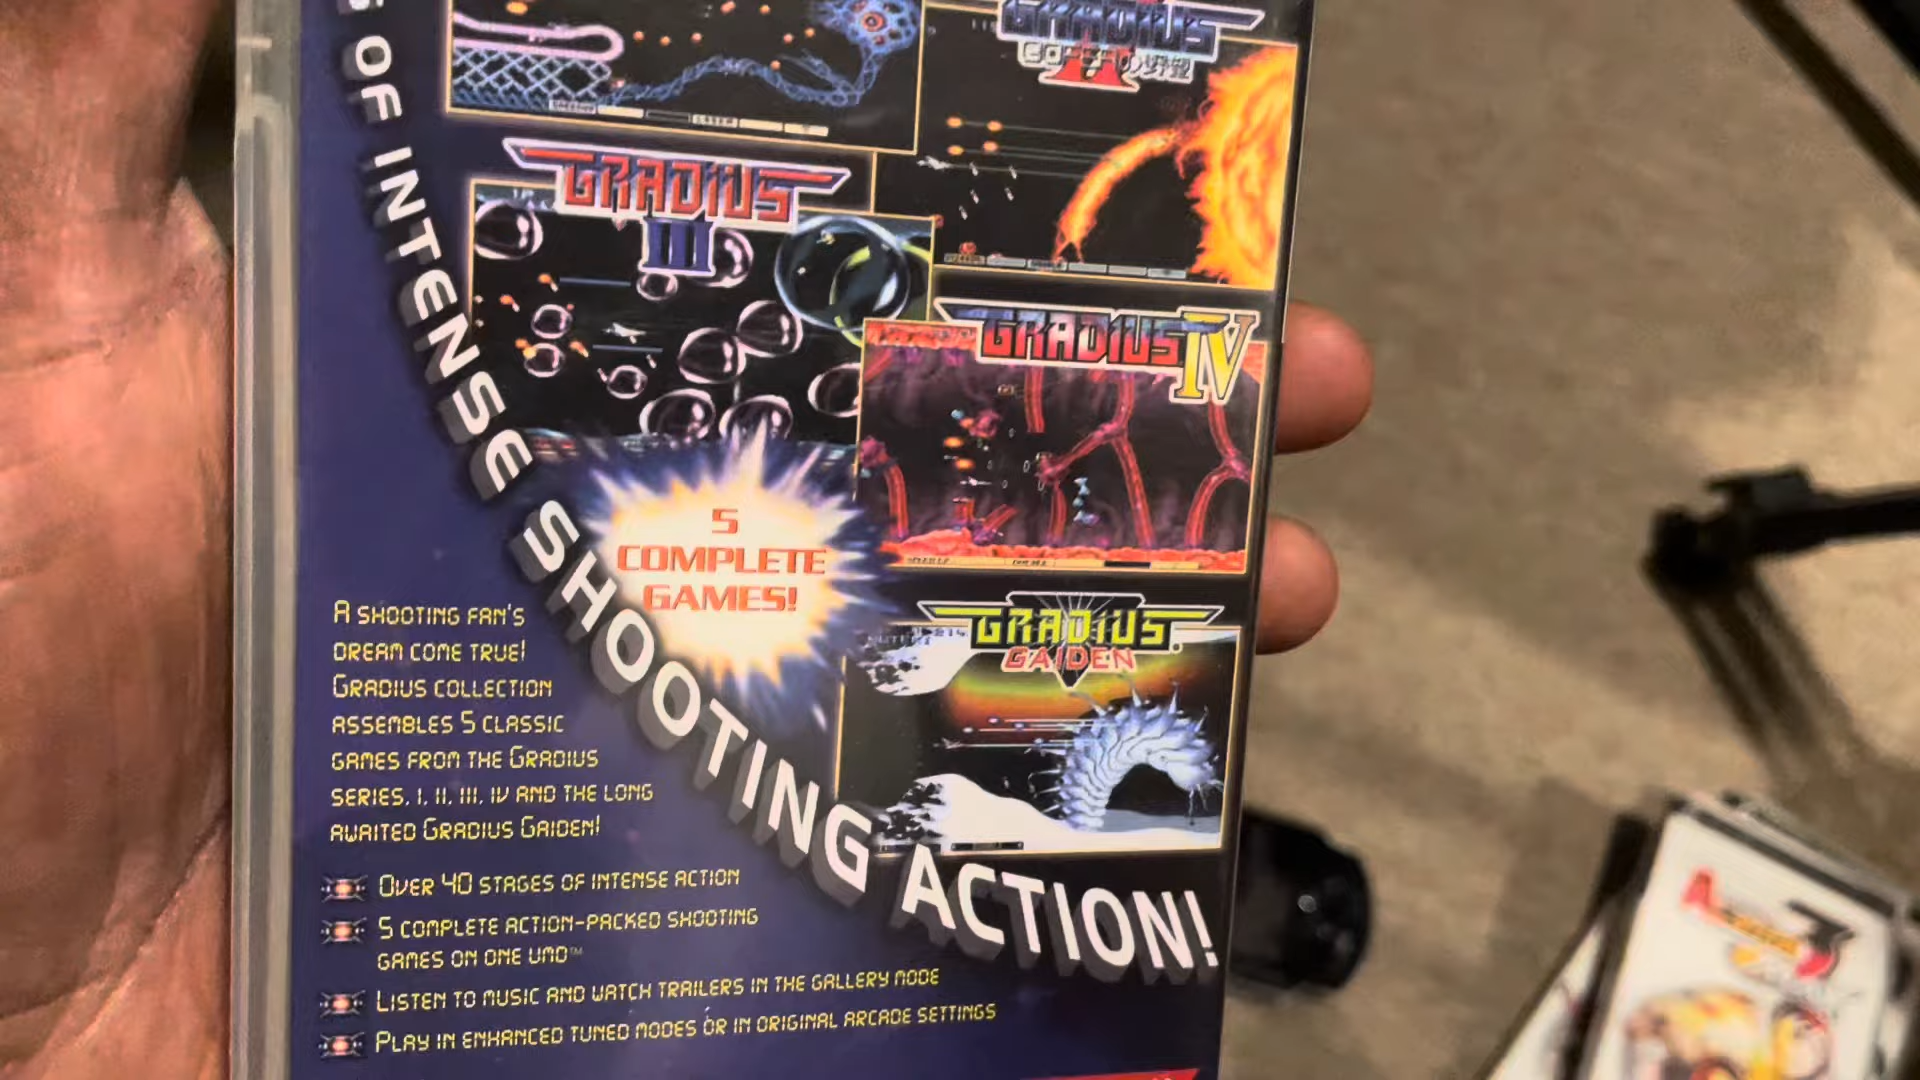 S OF INTENSE SHOOTING ACTION!
GRADIUS
II
GRADIUS
III
GRADIUS IV
5
COMPLETE
GAMES!
GRADIUS
GAIDEN
A SHOOTING FAN'S
DREAM COME TRUE!
GRADIUS COLLECTION
ASSEMBLES 5 CLASSIC
GAMES FROM THE GRADIUS
SERIES, I, II, III, IV AND THE LONG
AWAITED GRADIUS GAIDEN!
OVER 40 STAGES OF INTENSE ACTION
5 COMPLETE ACTION-PACKED SHOOTING
GAMES ON ONE UMD™
LISTEN TO MUSIC AND WATCH TRAILERS IN THE GALLERY MODE
PLAY IN ENHANCED TUNED MODES OR IN ORIGINAL ARCADE SETTINGS